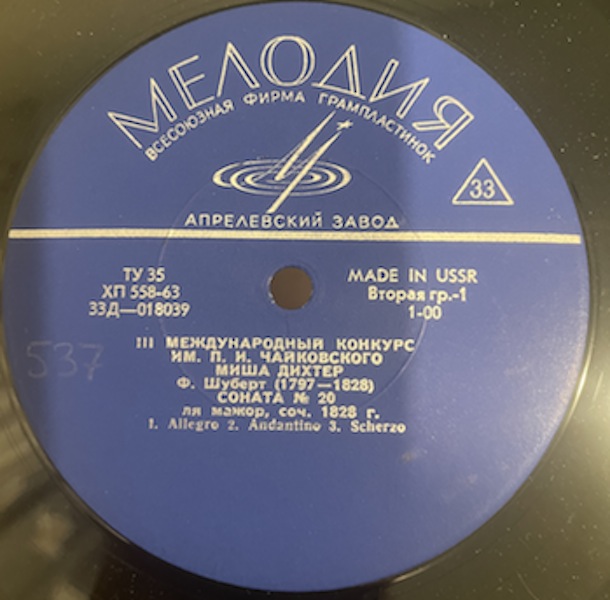 МЕЛОДИЯ
ВСЕСОЮЗНАЯ ФИРМА ГРАМПЛАСТИНОК
33
АПРЕЛЕВСКИЙ ЗАВОД
ТУ 35
ХП 558-63
33Д—018039
MADE IN USSR
Вторая гр.-1
1-00
537
III МЕЖДУНАРОДНЫЙ КОНКУРС
ИМ. П. И. ЧАЙКОВСКОГО
МИША ДИХТЕР
Ф. Шуберт (1797—1828)
СОНАТА № 20
ля мажор, соч. 1828 г.
1. Allegro 2. Andantino 3. Scherzo